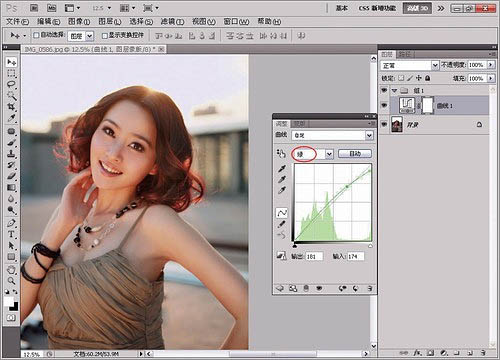 Ps Br Mb 12.5 基本 CSS 新增功能 高级 3D
文件(F) 编辑(E) 图像(I) 图层(L) 选择(S) 滤镜(T) 视图(V) 窗口(W) 帮助(H)
自动选择: 图层 显示变换控件
IMG_0586.jpg @ 12.5% (曲线 1, 图层蒙版/8) *
图层 路径
正常 不透明度: 100%
锁定: 填充: 100%
组 1
曲线 1
背景
调整
曲线
绿 自动
输出: 181 输入: 174
12.5% 文档:60.2M/53.9M
fx